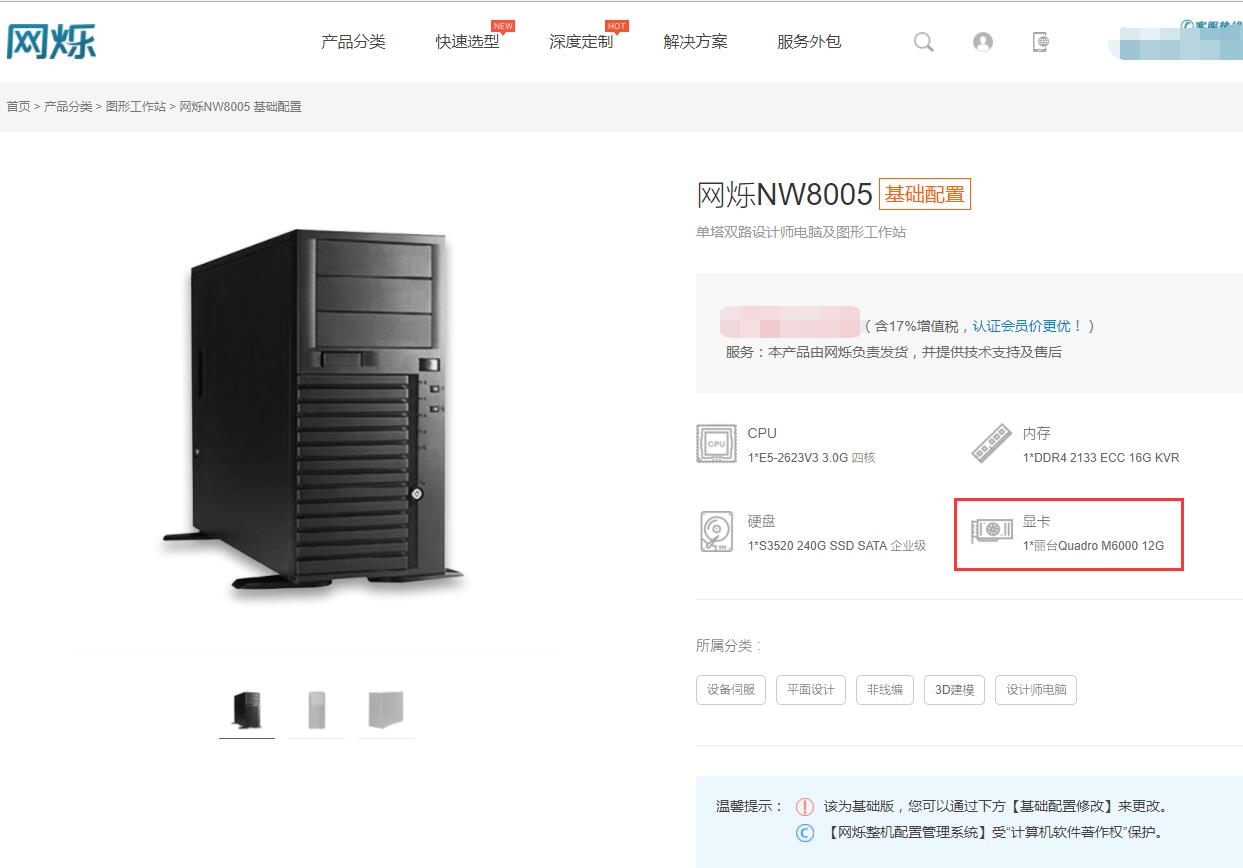 网烁
产品分类
快速选型
NEW
深度定制
HOT
解决方案
服务外包
客服热线
首页 > 产品分类 > 图形工作站 > 网烁NW8005 基础配置
网烁NW8005 基础配置
单塔双路设计师电脑及图形工作站
( 含17%增值税，认证会员价更优！)
服务：本产品由网烁负责发货，并提供技术支持及售后
CPU
CPU
1*E5-2623V3 3.0G 四核
内存
1*DDR4 2133 ECC 16G KVR
硬盘
1*S3520 240G SSD SATA 企业级
显卡
1*丽台Quadro M6000 12G
所属分类：
设备伺服
平面设计
非线编
3D建模
设计师电脑
温馨提示： 该为基础版，您可以通过下方【基础配置修改】来更改。
【网烁整机配置管理系统】受“计算机软件著作权”保护。